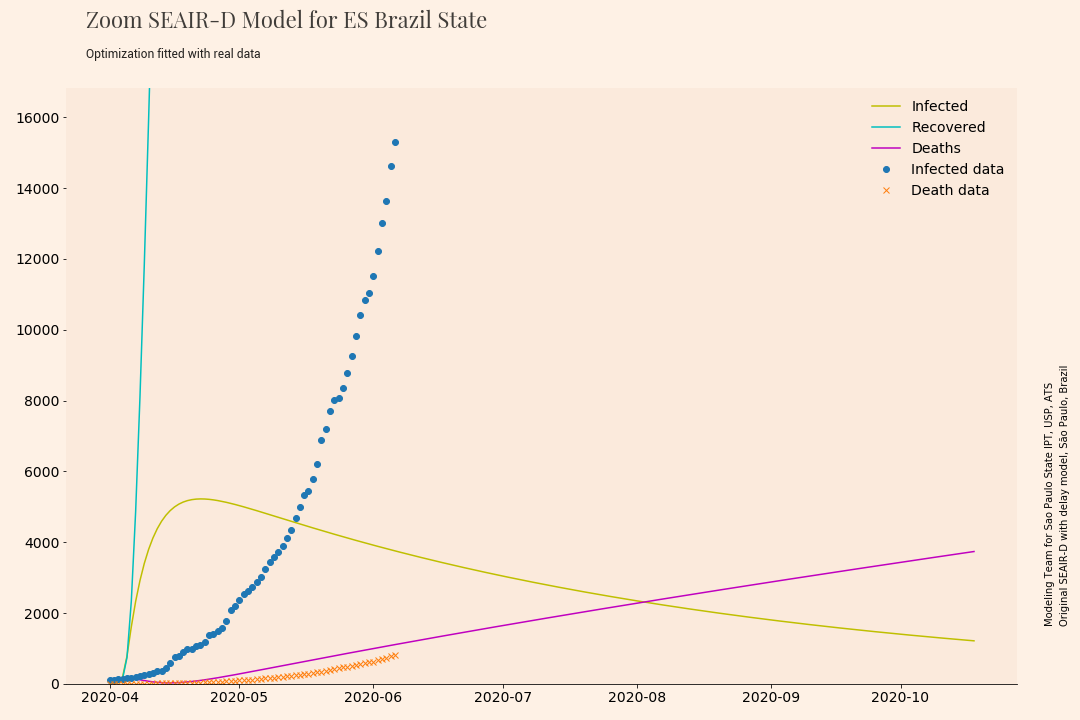 Zoom SEAIR-D Model for ES Brazil State
Optimization fitted with real data
Infected
Recovered
Deaths
Infected data
Death data
16000
14000
12000
10000
8000
6000
4000
2000
0
2020-04
2020-05
2020-06
2020-07
2020-08
2020-09
2020-10
Modeling Team for Sao Paulo State IPT, USP, ATS
Original SEAIR-D with delay model, São Paulo, Brazil